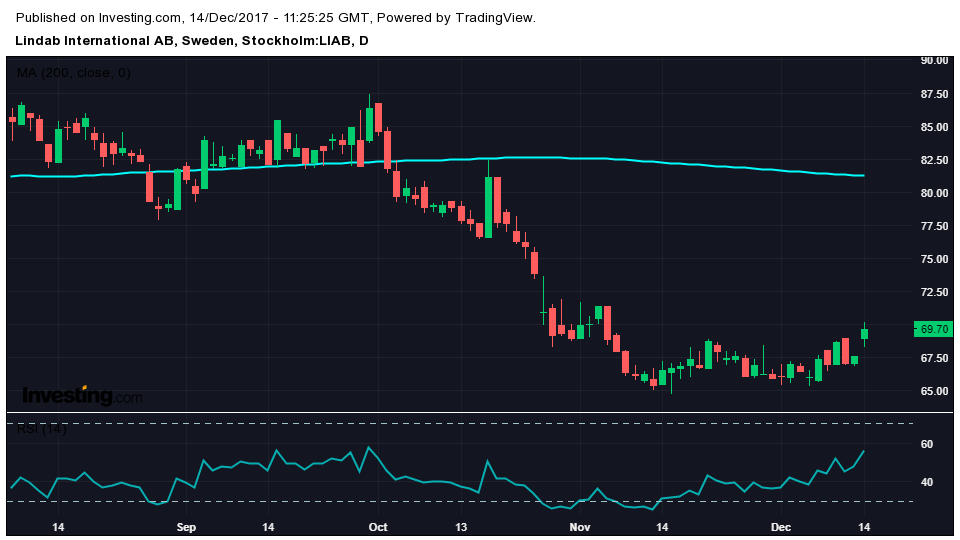 Published on Investing.com, 14/Dec/2017 - 11:25:25 GMT, Powered by TradingView.
Lindab International AB, Sweden, Stockholm:LIAB, D
MA (200, close, 0)
90.00
87.50
85.00
82.50
80.00
77.50
75.00
72.50
69.70
67.50
65.00
Investing.com
RSI (14)
60
40
14 Sep 14 Oct 13 Nov 14 Dec 14